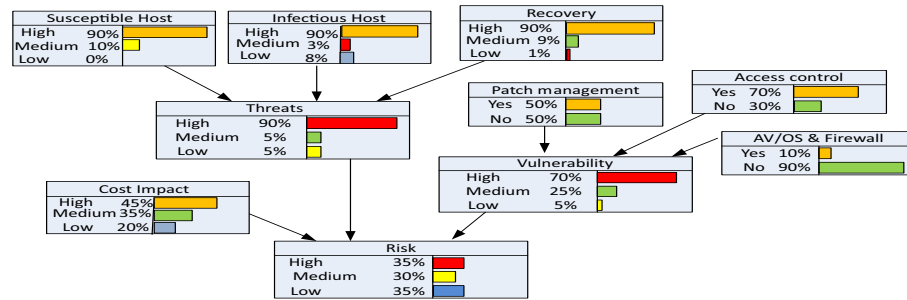 Susceptible Host
High 90%
Medium 10%
Low 0%
Infectious Host
High 90%
Medium 3%
Low 8%
Recovery
High 90%
Medium 9%
Low 1%
Threats
High 90%
Medium 5%
Low 5%
Patch management
Yes 50%
No 50%
Access control
Yes 70%
No 30%
AV/OS & Firewall
Yes 10%
No 90%
Vulnerability
High 70%
Medium 25%
Low 5%
Cost Impact
High 45%
Medium 35%
Low 20%
Risk
High 35%
Medium 30%
Low 35%